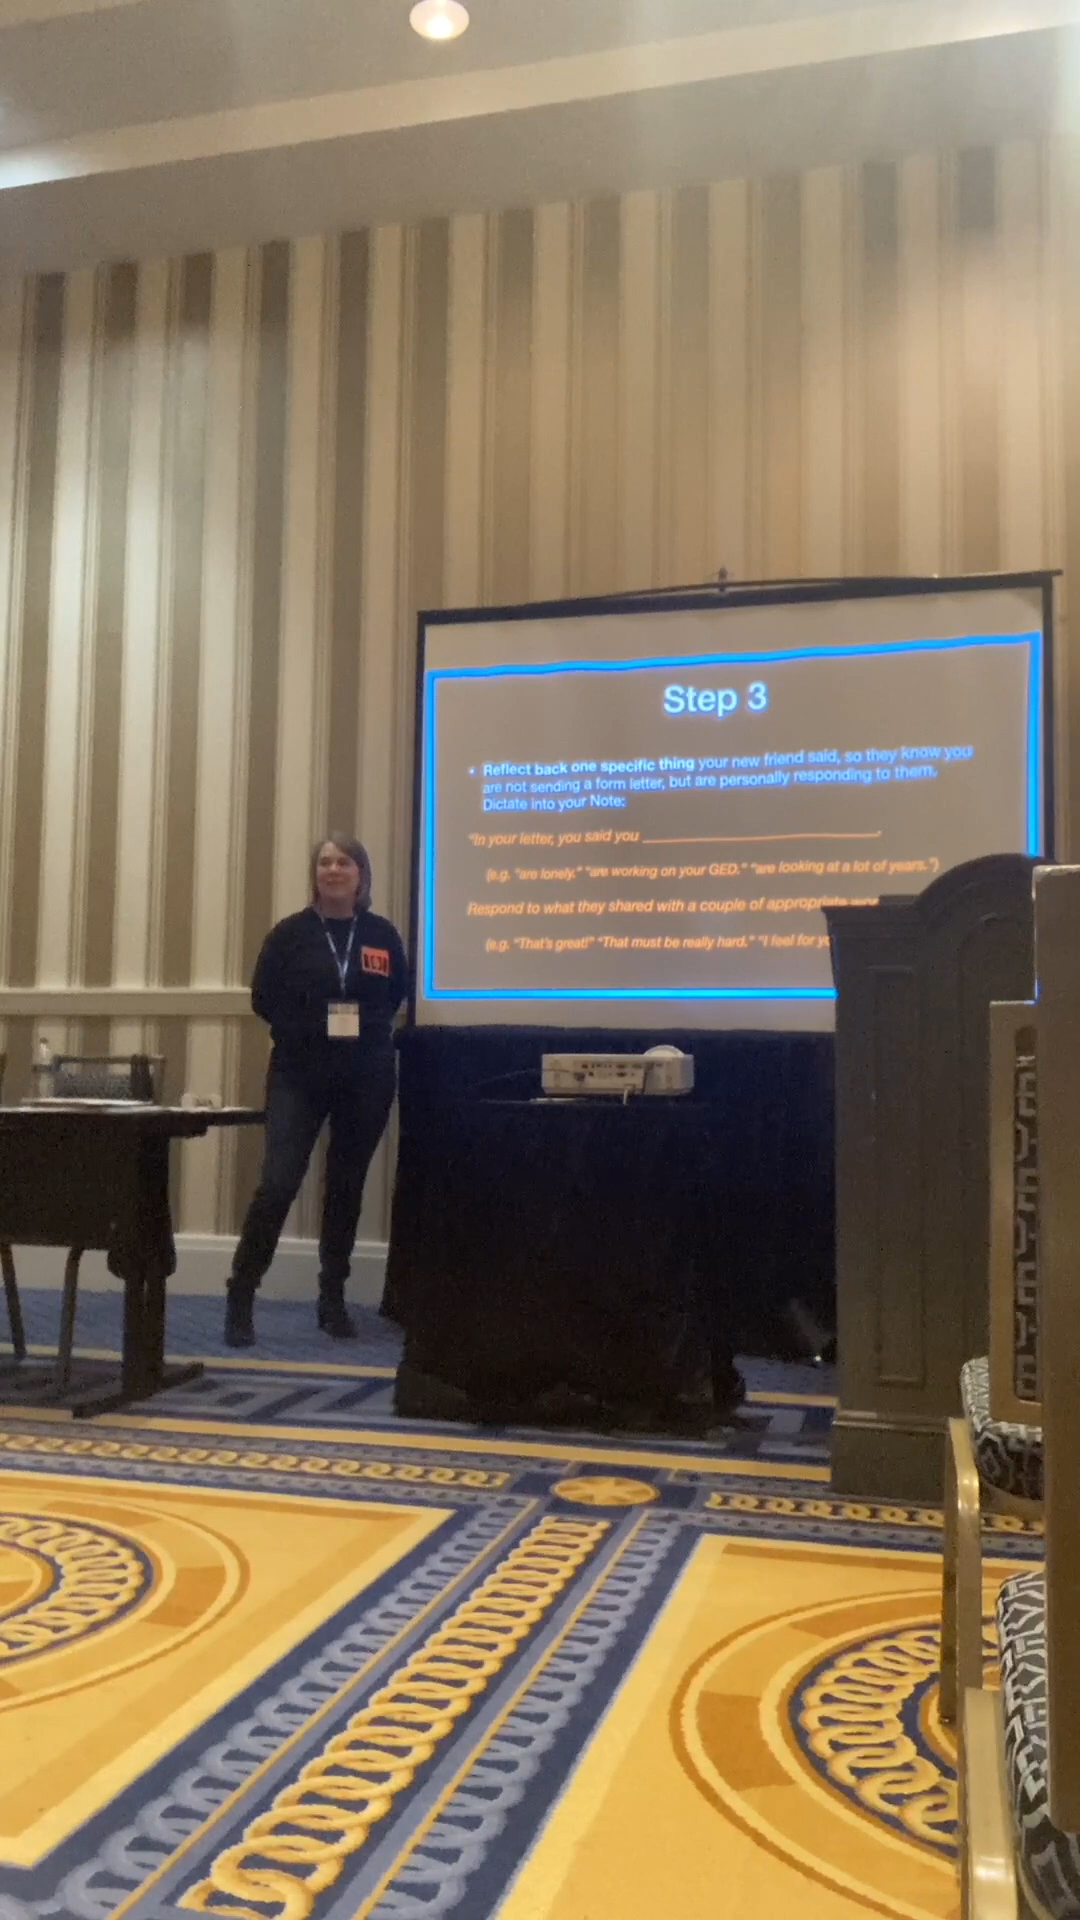 Step 3
• Reflect back one specific thing your new friend said, so they know you
are not sending a form letter, but are personally responding to them.
Dictate into your Note:
"In your letter, you said you ____________________.
(e.g. "are lonely." "are working on your GED." "are looking at a lot of years.")
Respond to what they shared with a couple of appropriate
(e.g. "That's great!" "That must be really hard." "I feel for